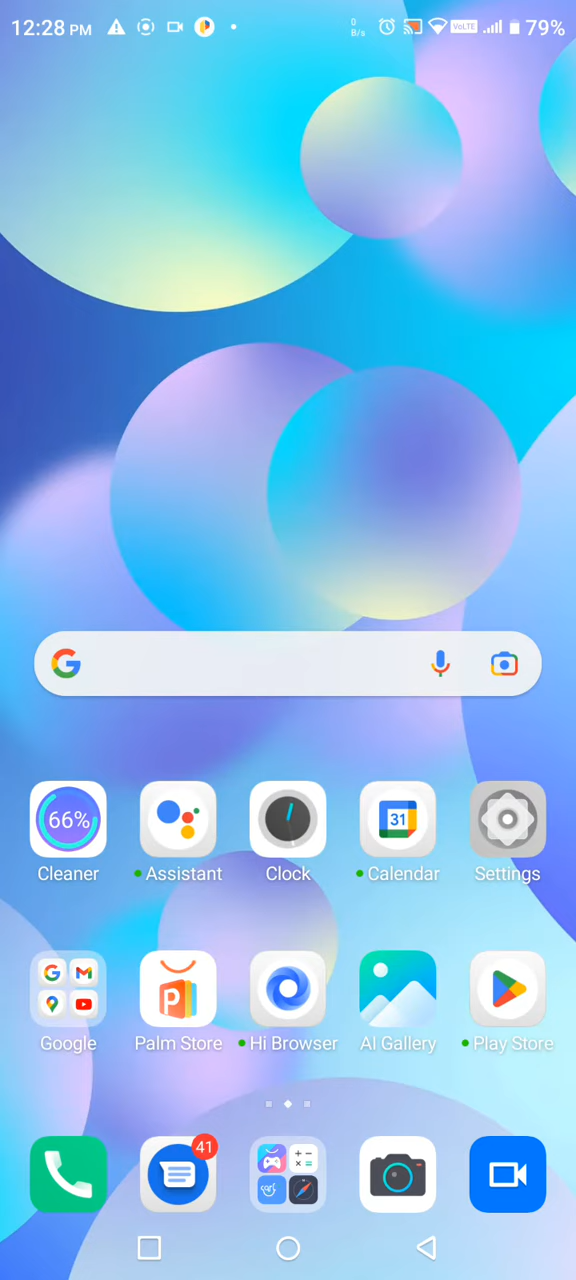 12:28 PM
0
B/s
VoLTE
79%
66%
31
Cleaner
Assistant
Clock
Calendar
Settings
Google
Palm Store
Hi Browser
AI Gallery
Play Store
41